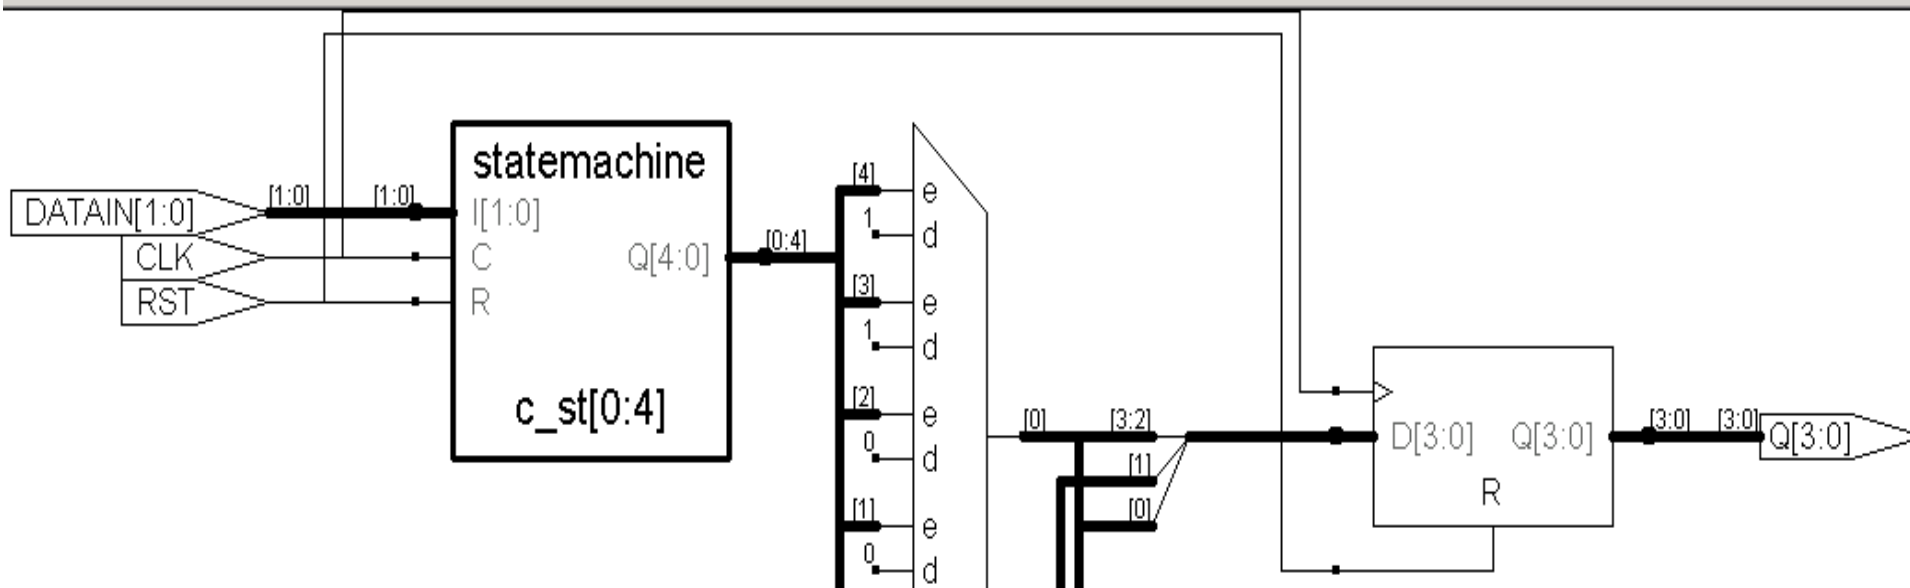 statemachine
[1:0] [1:0]
DATAIN[1:0] I[1:0]
CLK C Q[4:0] [0:4]
RST R
c_st[0:4]
[4] e
1 d
[3] e
1 d
[2] e
0 d
[1] e
0 d
[0] [3:2]
[1]
[0]
D[3:0] Q[3:0]
R
[3:0] [3:0]
Q[3:0]